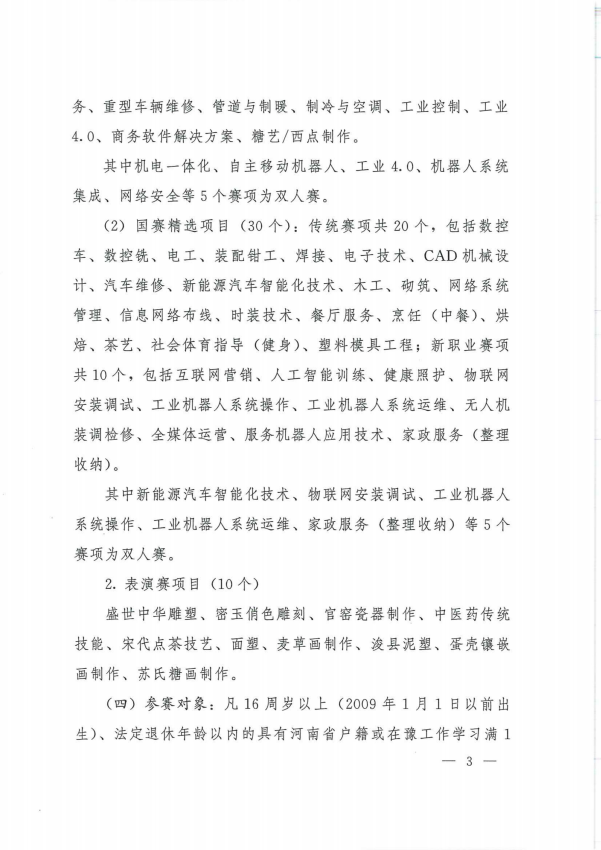 务、重型车辆维修、管道与制暖、制冷与空调、工业控制、工业
4.0、商务软件解决方案、糖艺/西点制作。
其中机电一体化、自主移动机器人、工业 4.0、机器人系统
集成、网络安全等 5 个赛项为双人赛。
（2）国赛精选项目（30 个）：传统赛项共 20 个，包括数控
车、数控铣、电工、装配钳工、焊接、电子技术、CAD 机械设
计、汽车维修、新能源汽车智能化技术、木工、砌筑、网络系统
管理、信息网络布线、时装技术、餐厅服务、烹饪（中餐）、烘
焙、茶艺、社会体育指导（健身）、塑料模具工程；新职业赛项
共 10 个，包括互联网营销、人工智能训练、健康照护、物联网
安装调试、工业机器人系统操作、工业机器人系统运维、无人机
装调检修、全媒体运营、服务机器人应用技术、家政服务（整理
收纳）。
其中新能源汽车智能化技术、物联网安装调试、工业机器人
系统操作、工业机器人系统运维、家政服务（整理收纳）等 5 个
赛项为双人赛。
2. 表演赛项目（10 个）
盛世中华雕塑、密玉俏色雕刻、官窑瓷器制作、中医药传统
技能、宋代点茶技艺、面塑、麦草画制作、浚县泥塑、蛋壳镶嵌
画制作、苏氏糖画制作。
（四）参赛对象：凡 16 周岁以上（2009 年 1 月 1 日以前出
生）、法定退休年龄以内的具有河南省户籍或在豫工作学习满 1
— 3 —